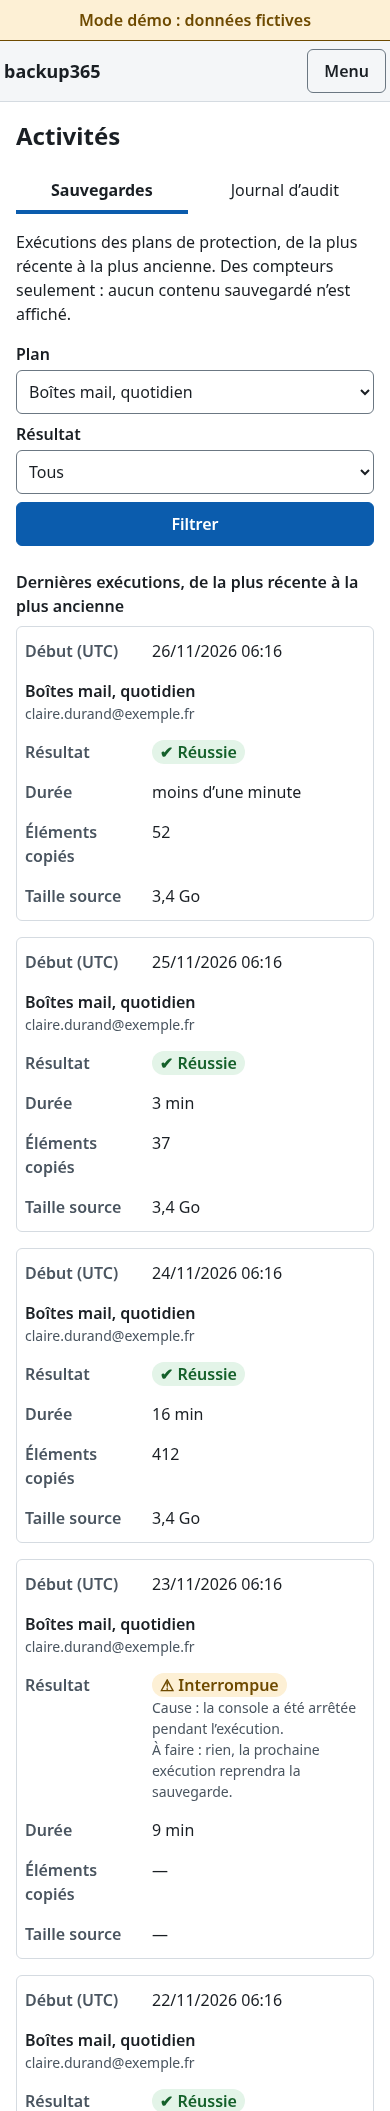 Mode démo : données fictives
backup365
Menu
Activités
Sauvegardes
Journal d’audit
Exécutions des plans de protection, de la plus
récente à la plus ancienne. Des compteurs
seulement : aucun contenu sauvegardé n’est
affiché.
Plan
Boîtes mail, quotidien
Résultat
Tous
Filtrer
Dernières exécutions, de la plus récente à la
plus ancienne
Début (UTC) 26/11/2026 06:16
Boîtes mail, quotidien
claire.durand@exemple.fr
Résultat ✔ Réussie
Durée moins d’une minute
Éléments 52
copiés
Taille source 3,4 Go
Début (UTC) 25/11/2026 06:16
Boîtes mail, quotidien
claire.durand@exemple.fr
Résultat ✔ Réussie
Durée 3 min
Éléments 37
copiés
Taille source 3,4 Go
Début (UTC) 24/11/2026 06:16
Boîtes mail, quotidien
claire.durand@exemple.fr
Résultat ✔ Réussie
Durée 16 min
Éléments 412
copiés
Taille source 3,4 Go
Début (UTC) 23/11/2026 06:16
Boîtes mail, quotidien
claire.durand@exemple.fr
Résultat ⚠ Interrompue
Cause : la console a été arrêtée
pendant l’exécution.
À faire : rien, la prochaine
exécution reprendra la
sauvegarde.
Durée 9 min
Éléments —
copiés
Taille source —
Début (UTC) 22/11/2026 06:16
Boîtes mail, quotidien
claire.durand@exemple.fr
Résultat ✔ Réussie